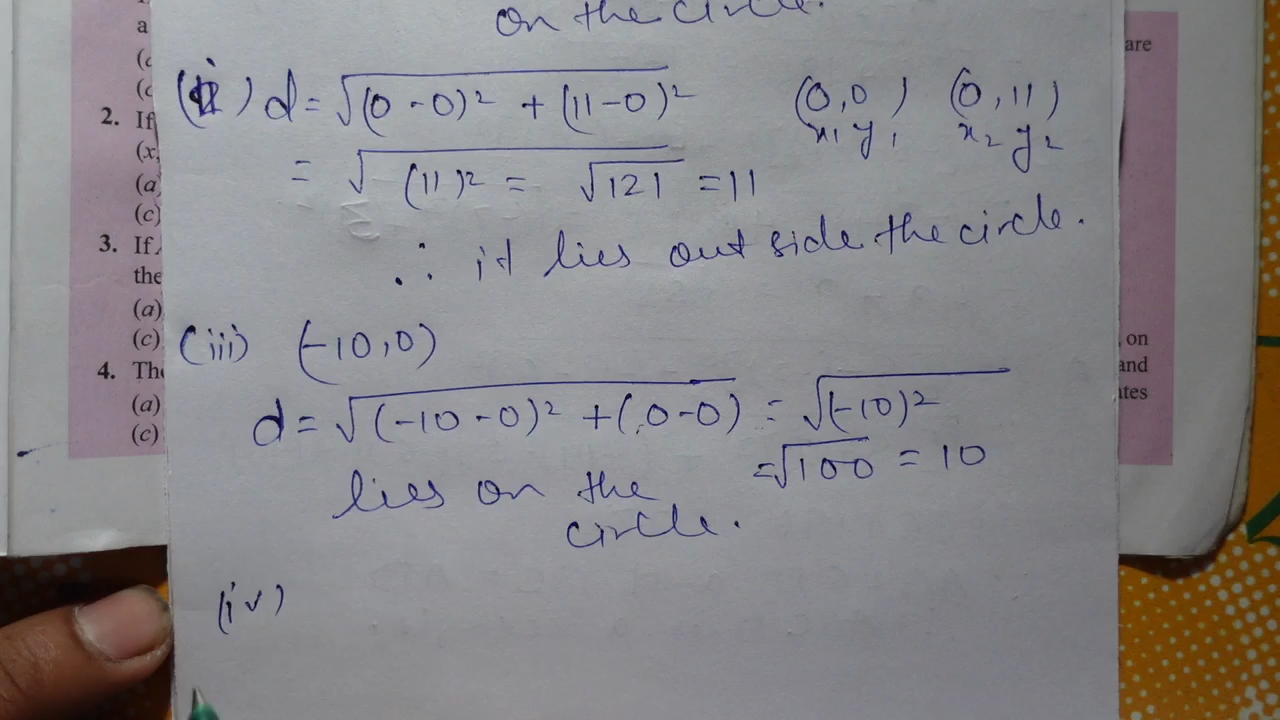 on the circle.
(ii) d = √(0-0)² + (11-0)² (0,0) (0,11)
x₁ y₁ x₂ y₂
= √(11)² = √121 = 11
∴ it lies out side the circle.
(iii) (-10,0)
d = √(-10-0)² + (0-0) = √(-10)²
= √100 = 10
lies on the
circle.
(iv)
a
are
2. If
(x,
(a
(c)
3. If
the
(a)
(c)
on
4. The
and
(a)
ates
(c)